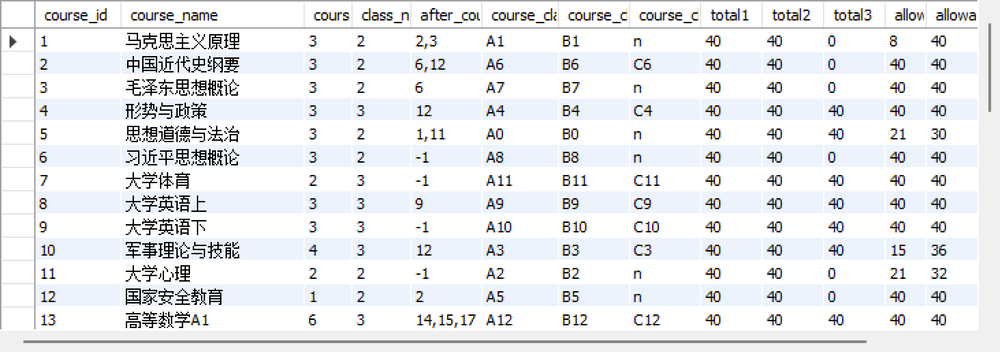 course_id course_name cours class_n after_cou course_cla course_cl course_cl total1 total2 total3 allow allowa
1 马克思主义原理 3 2 2,3 A1 B1 n 40 40 0 8 40
2 中国近代史纲要 3 2 6,12 A6 B6 C6 40 40 0 40 40
3 毛泽东思想概论 3 2 6 A7 B7 n 40 40 0 40 40
4 形势与政策 3 3 12 A4 B4 C4 40 40 40 40 40
5 思想道德与法治 3 2 1,11 A0 B0 n 40 40 40 21 30
6 习近平思想概论 3 2 -1 A8 B8 n 40 40 0 40 40
7 大学体育 2 3 -1 A11 B11 C11 40 40 40 40 40
8 大学英语上 3 3 9 A9 B9 C9 40 40 40 40 40
9 大学英语下 3 3 -1 A10 B10 C10 40 40 40 40 40
10 军事理论与技能 4 3 12 A3 B3 C3 40 40 40 15 36
11 大学心理 2 2 -1 A2 B2 n 40 40 0 21 32
12 国家安全教育 1 2 2 A5 B5 n 40 40 0 40 40
13 高等数学A1 6 3 14,15,17 A12 B12 C12 40 40 40 40 40